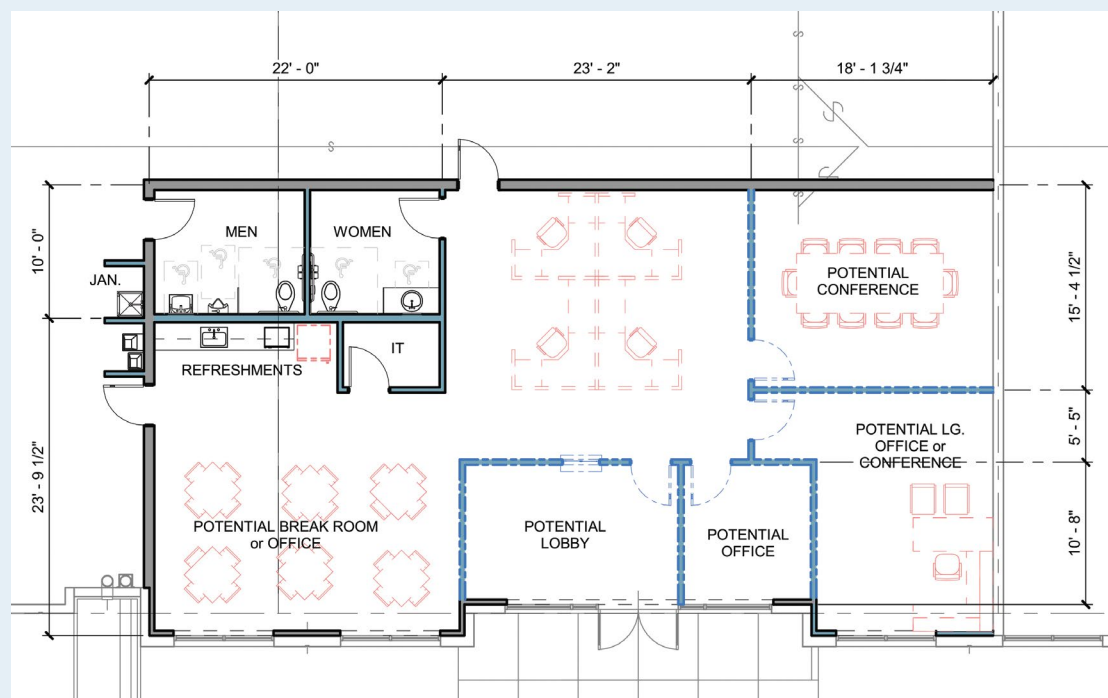 22' - 0"
23' - 2"
18' - 1 3/4"
S
S
S
S
S
10' - 0"
MEN
WOMEN
JAN.
POTENTIAL
CONFERENCE
15' - 4 1/2"
IT
REFRESHMENTS
23' - 9 1/2"
POTENTIAL LG.
OFFICE or
CONFERENCE
5' - 5"
POTENTIAL BREAK ROOM
or OFFICE
POTENTIAL
LOBBY
POTENTIAL
OFFICE
10' - 8"